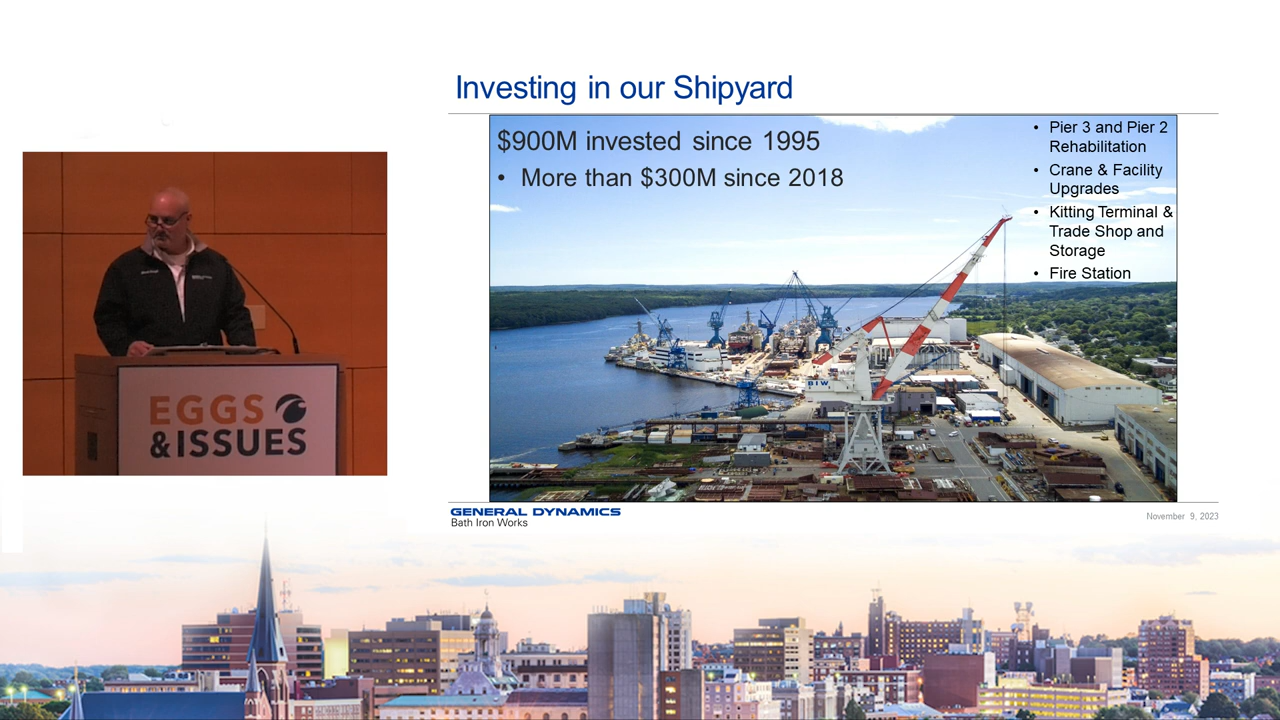 Investing in our Shipyard
$900M invested since 1995
• More than $300M since 2018
• Pier 3 and Pier 2
Rehabilitation
• Crane & Facility
Upgrades
• Kitting Terminal &
Trade Shop and
Storage
• Fire Station
BIW
EGGS
&ISSUES
GENERAL DYNAMICS
Bath Iron Works
November 9, 2023